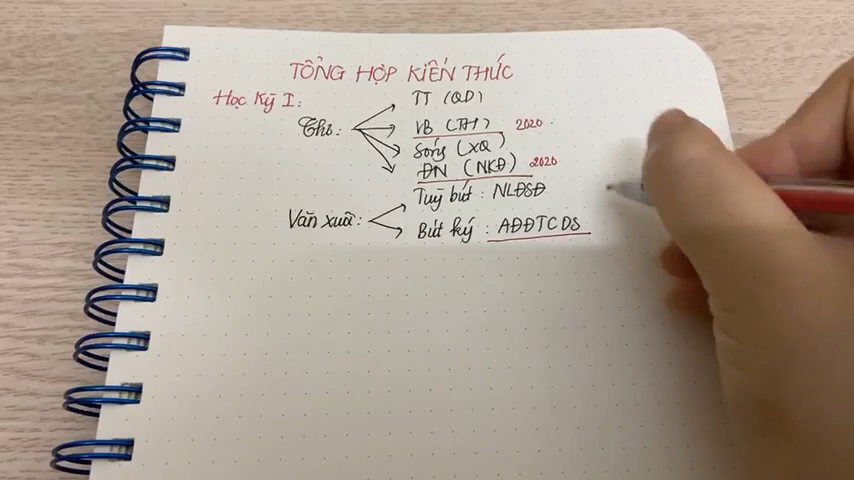 TỔNG HỢP KIẾN THỨC
Học Kỳ I:
Thơ:
TT (QD)
VB (TH) 2020
Sóng (XQ)
ĐN (NKĐ) 2020
Tuỳ bút : NLĐSĐ
Văn xuôi:
Bút ký : AĐĐTCDS